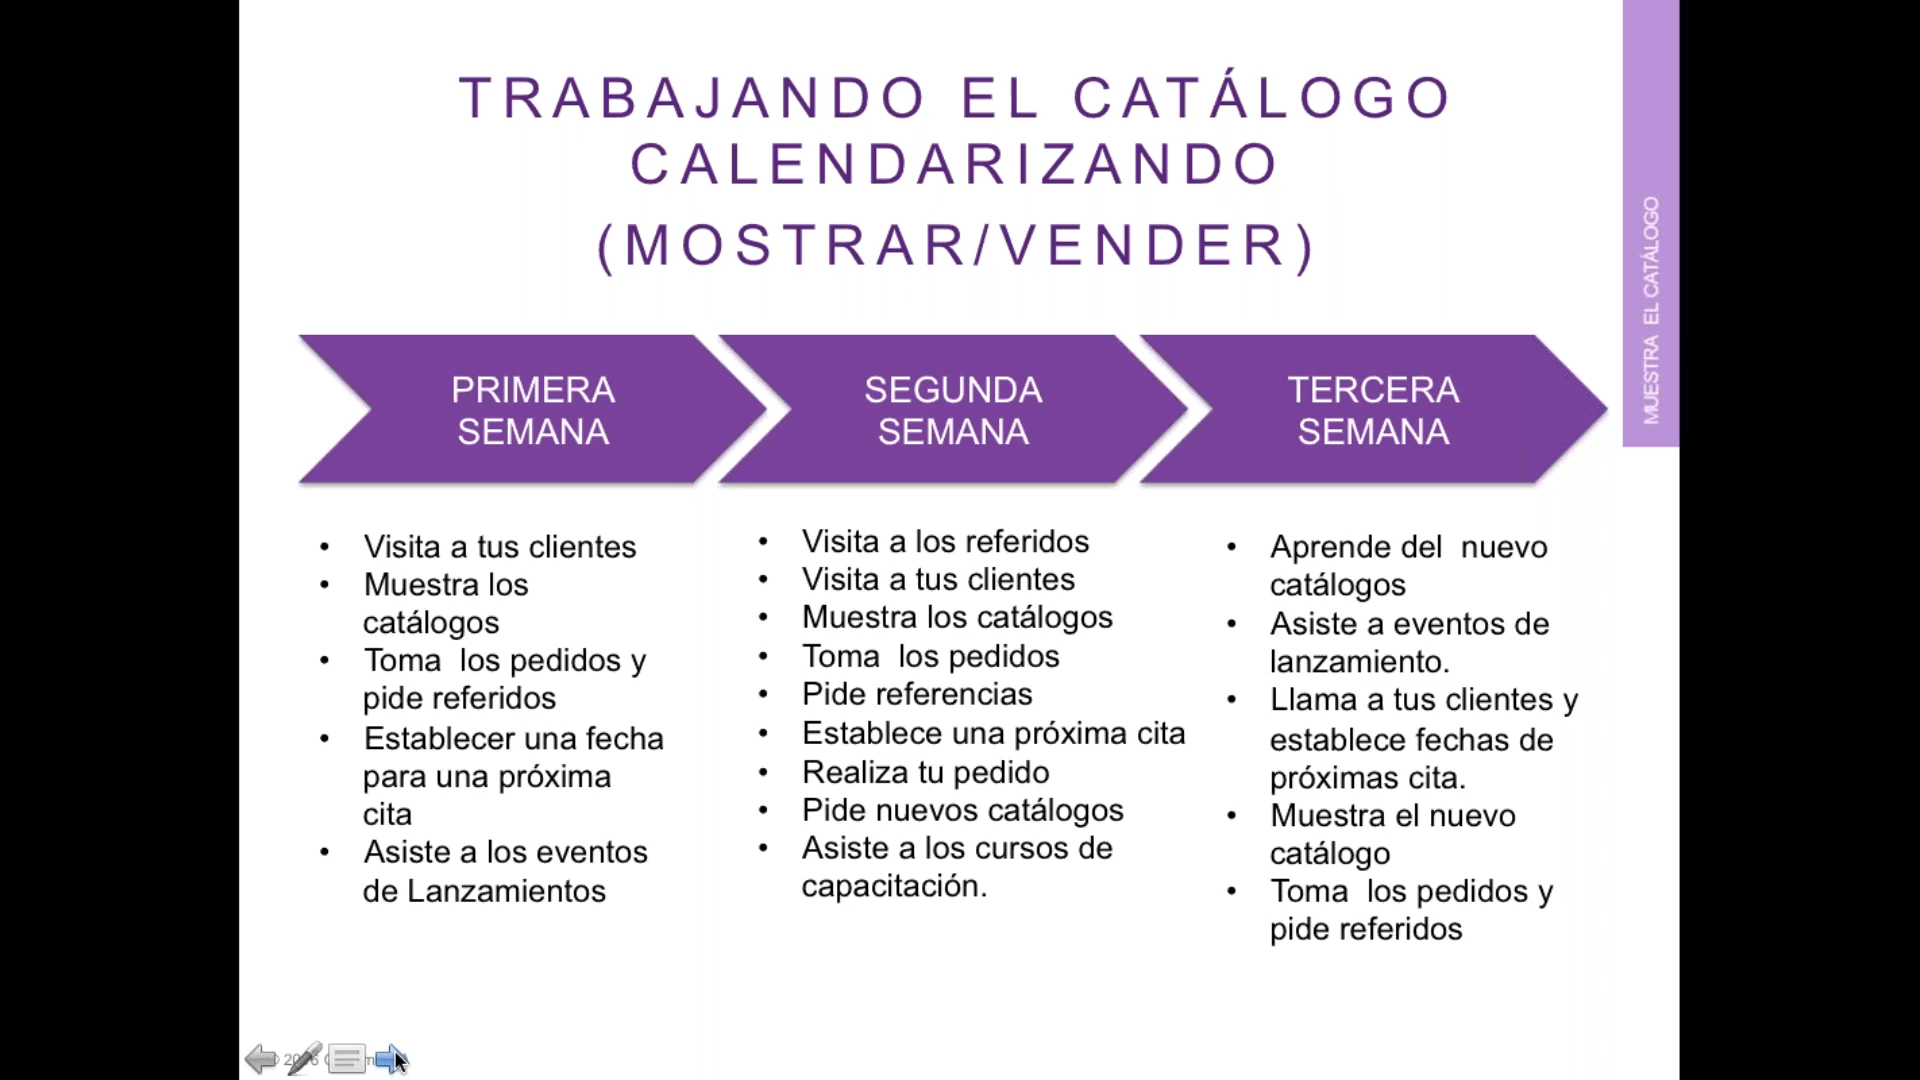 TRABAJANDO EL CATÁLOGO
CALENDARIZANDO
(MOSTRAR/VENDER)
MUESTRA EL CATÁLOGO
PRIMERA
SEMANA
SEGUNDA
SEMANA
TERCERA
SEMANA
• Visita a tus clientes
• Muestra los
catálogos
• Toma los pedidos y
pide referidos
• Establecer una fecha
para una próxima
cita
• Asiste a los eventos
de Lanzamientos
• Visita a los referidos
• Visita a tus clientes
• Muestra los catálogos
• Toma los pedidos
• Pide referencias
• Establece una próxima cita
• Realiza tu pedido
• Pide nuevos catálogos
• Asiste a los cursos de
capacitación.
• Aprende del nuevo
catálogos
• Asiste a eventos de
lanzamiento.
• Llama a tus clientes y
establece fechas de
próximas cita.
• Muestra el nuevo
catálogo
• Toma los pedidos y
pide referidos